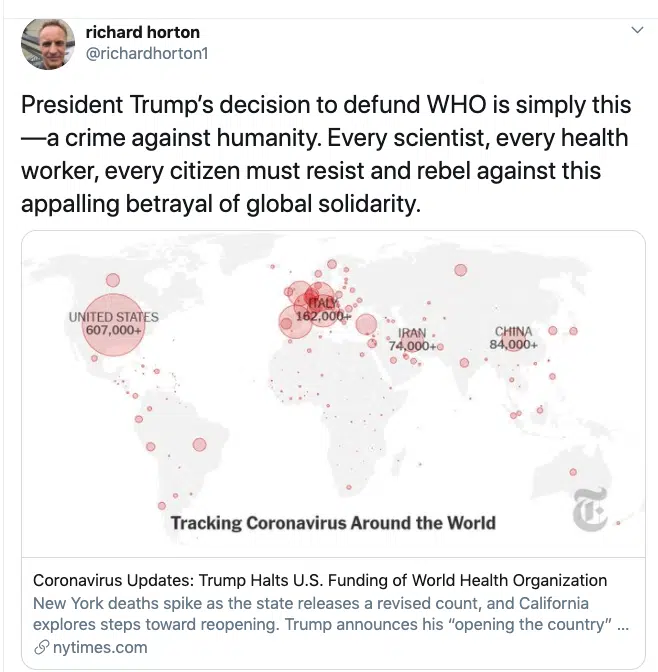 richard horton
@richardhorton1
President Trump's decision to defund WHO is simply this
—a crime against humanity. Every scientist, every health
worker, every citizen must resist and rebel against this
appalling betrayal of global solidarity.
UNITED STATES
607,000+
ITALY
162,000+
IRAN
74,000+
CHINA
84,000+
Tracking Coronavirus Around the World
T
Coronavirus Updates: Trump Halts U.S. Funding of World Health Organization
New York deaths spike as the state releases a revised count, and California
explores steps toward reopening. Trump announces his “opening the country” ...
nytimes.com